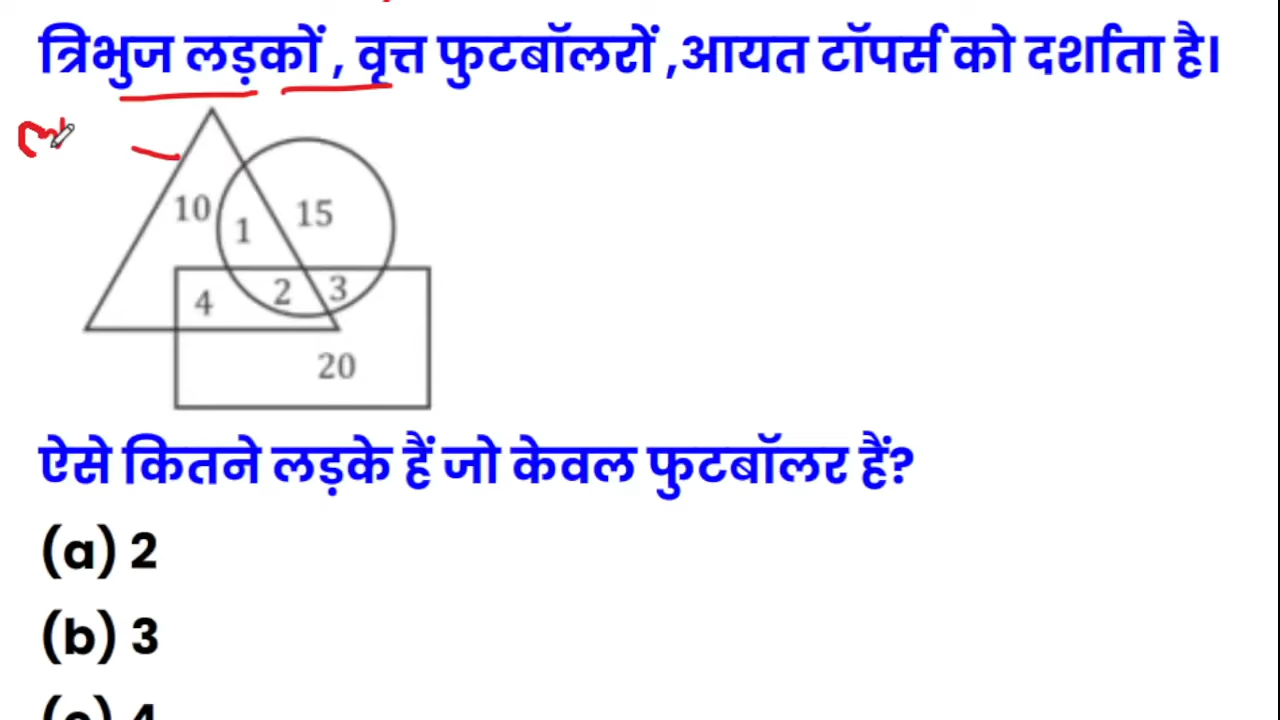 त्रिभुज लड़कों , वृत्त फुटबॉलरों ,आयत टॉपर्स को दर्शाता है।
10
1
15
4
2
3
20
ऐसे कितने लड़के हैं जो केवल फुटबॉलर हैं?
(a) 2
(b) 3
(c) 4